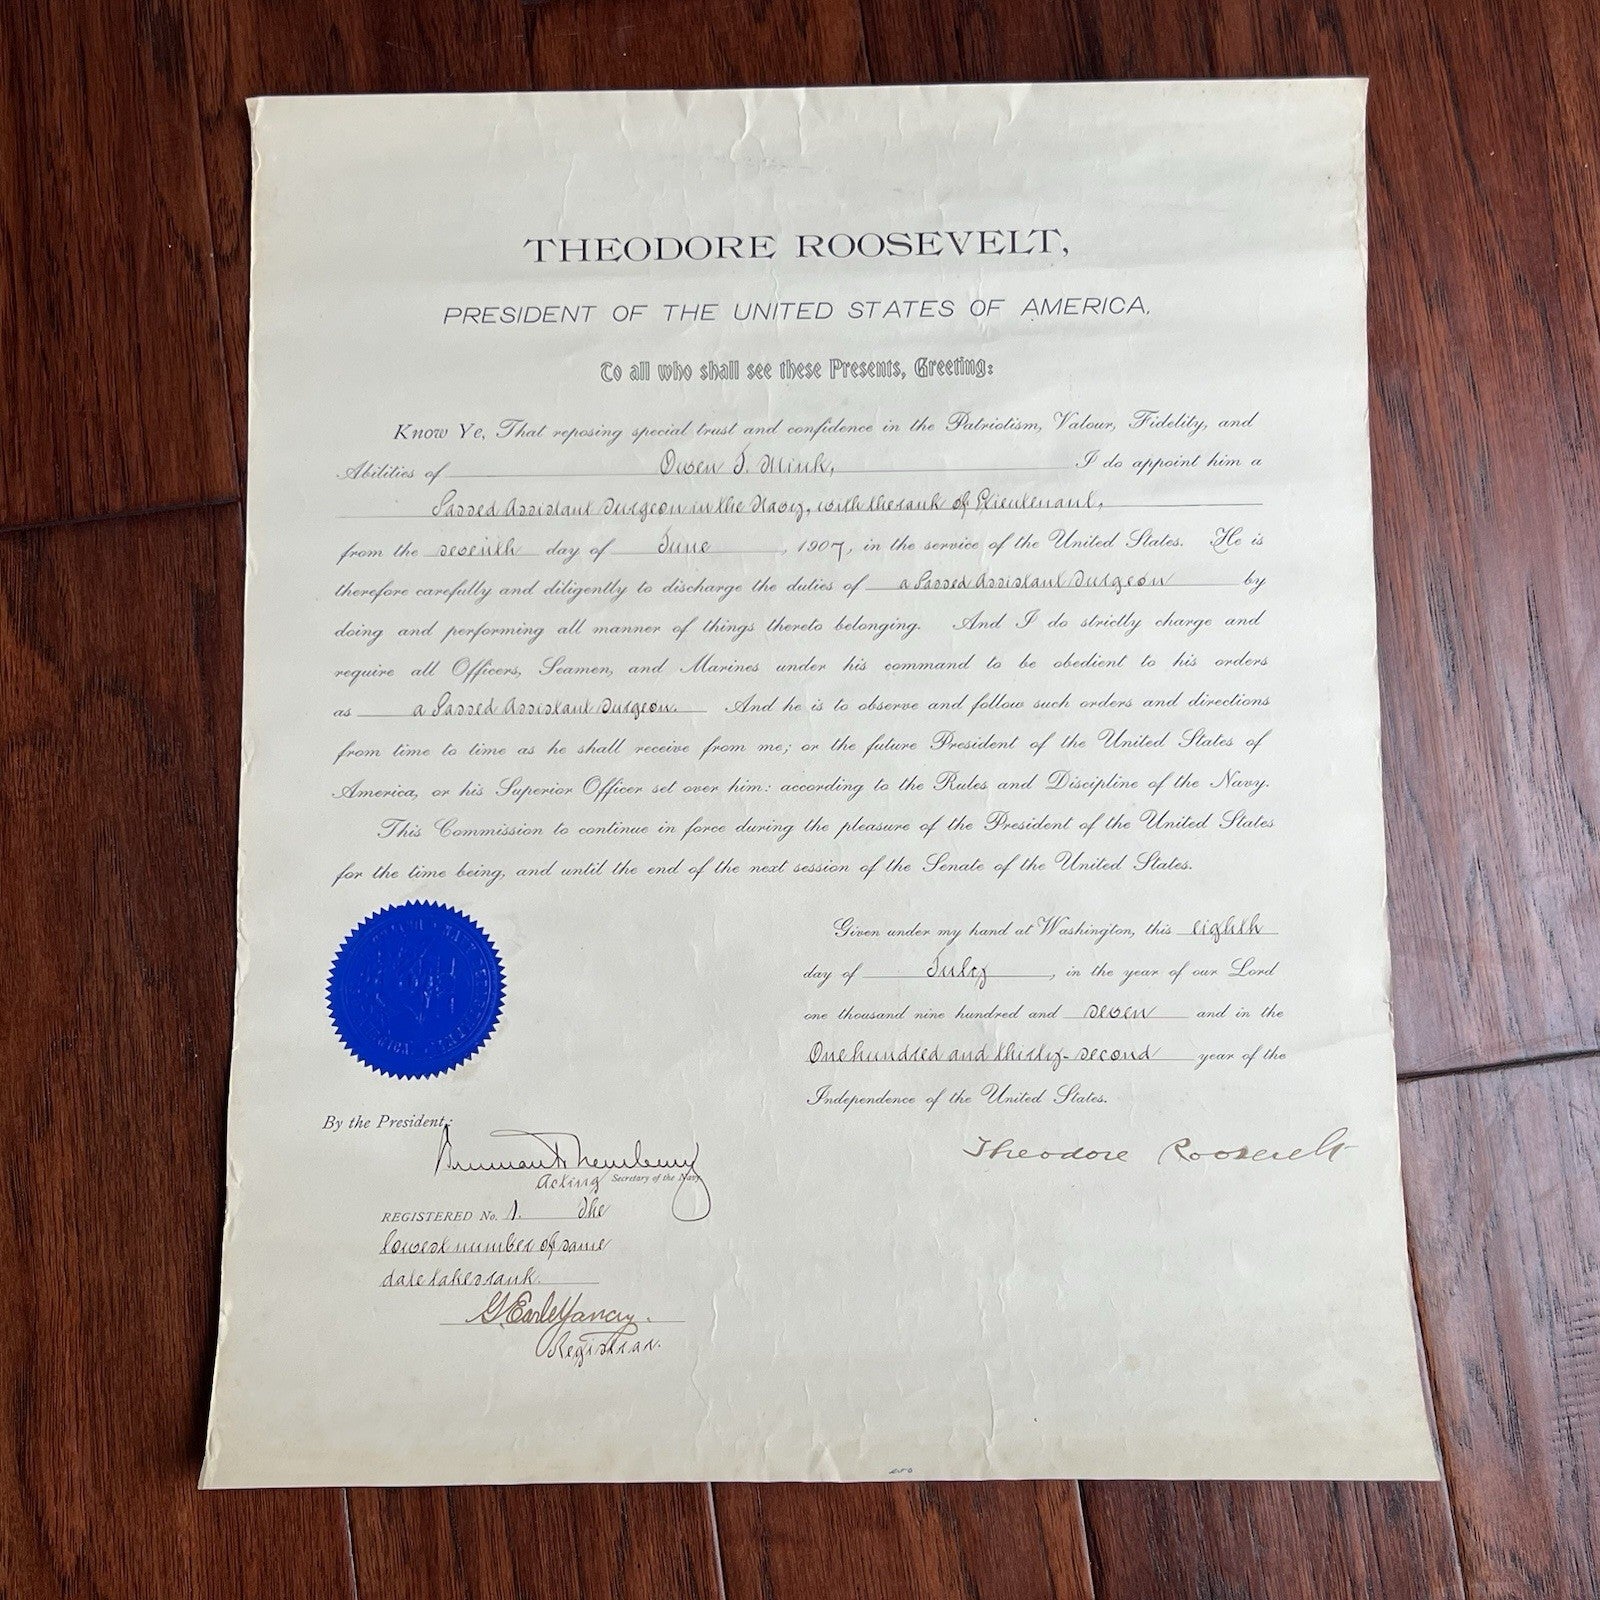 THEODORE ROOSEVELT,
PRESIDENT OF THE UNITED STATES OF AMERICA.
To all who shall see these Presents, Greeting:
Know Ye, That reposing special trust and confidence in the Patriotism, Valour, Fidelity, and
Abilities of Owen J. Mink, I do appoint him a
Passed Assistant Surgeon in the Navy, with the rank of Lieutenant,
from the seventh day of June, 1907, in the service of the United States. He is
therefore carefully and diligently to discharge the duties of a Passed Assistant Surgeon by
doing and performing all manner of things thereto belonging. And I do strictly charge and
require all Officers, Seamen, and Marines under his command to be obedient to his orders
as a Passed Assistant Surgeon. And he is to observe and follow such orders and directions
from time to time as he shall receive from me; or the future President of the United States of
America, or his Superior Officer set over him: according to the Rules and Discipline of the Navy.
This Commission to continue in force during the pleasure of the President of the United States
for the time being, and until the end of the next session of the Senate of the United States.
Given under my hand at Washington, this eighth
day of July, in the year of our Lord
one thousand nine hundred and seven and in the
One hundred and thirty-second year of the
Independence of the United States.
Theodore Roosevelt
By the President:
Truman H. Newberry
Acting Secretary of the Navy
REGISTERED No. 1. The
lowest number of same
date takes rank.
G Earle Yancy.
Registrar.